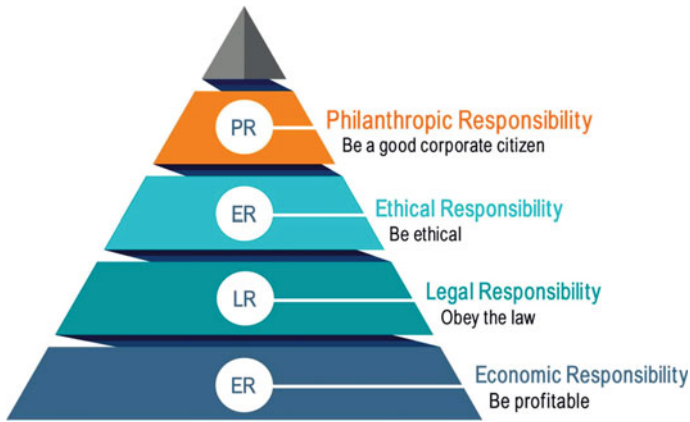 PR
Philanthropic Responsibility
Be a good corporate citizen
ER
Ethical Responsibility
Be ethical
LR
Legal Responsibility
Obey the law
ER
Economic Responsibility
Be profitable